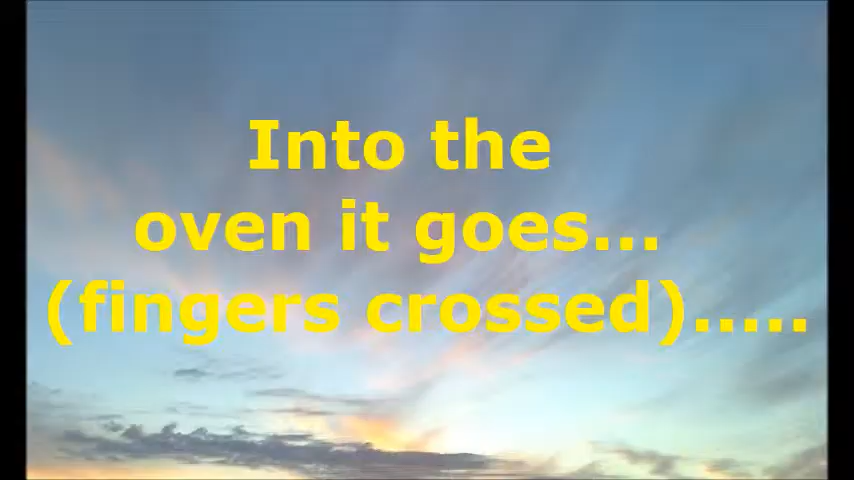 Into the
oven it goes...
(fingers crossed).....